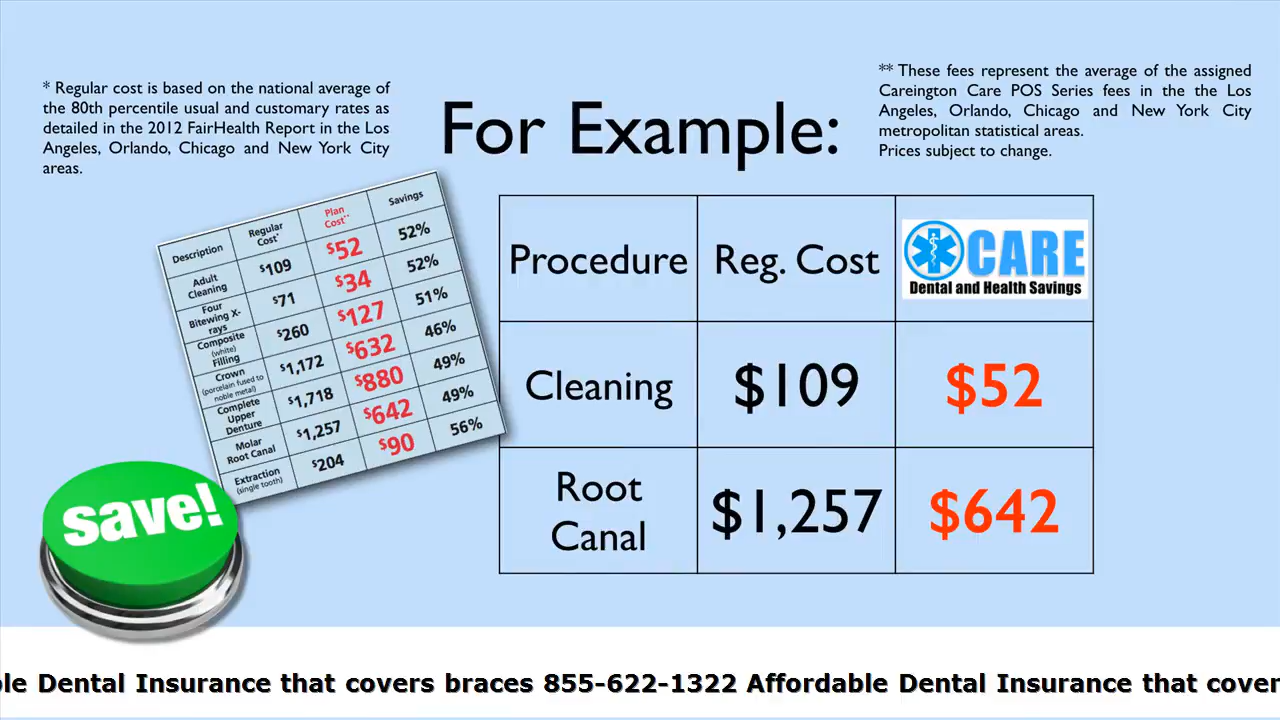 * Regular cost is based on the national average of
the 80th percentile usual and customary rates as
detailed in the 2012 FairHealth Report in the Los
Angeles, Orlando, Chicago and New York City
areas.
For Example:
** These fees represent the average of the assigned
Careington Care POS Series fees in the the Los
Angeles, Orlando, Chicago and New York City
metropolitan statistical areas.
Prices subject to change.
Description Regular Cost* Plan Cost** Savings
Adult Cleaning $109 $52 52%
Four Bitewing X-rays $71 $34 52%
Composite (white) Filling $260 $127 51%
Crown (porcelain fused to noble metal) $1,172 $632 46%
Complete Upper Denture $1,718 $880 49%
Molar Root Canal $1,257 $642 49%
Extraction (single tooth) $204 $90 56%
Procedure Reg. Cost CARE
Dental and Health Savings
Cleaning $109 $52
Root
Canal $1,257 $642
save!
ble Dental Insurance that covers braces 855-622-1322 Affordable Dental Insurance that cover